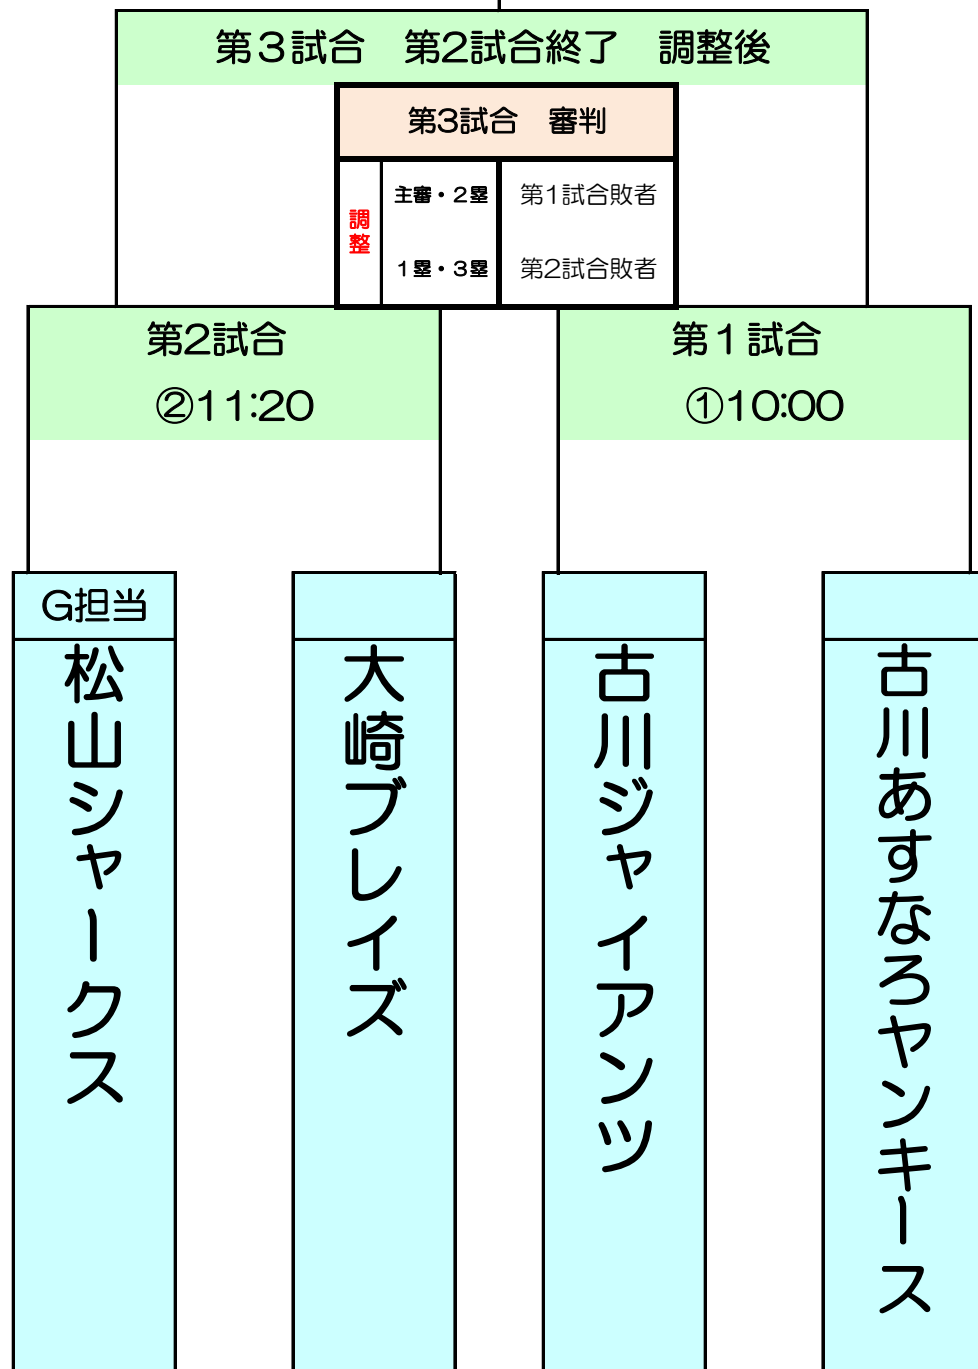 第３試合　第2試合終了　調整後
第3試合　審判
調整
主審・２塁
第1試合敗者
１塁・３塁
第2試合敗者
第2試合
②11:20
第１試合
①10:00
G担当
松山シャークス
大崎ブレイズ
古川ジャイアンツ
古川あすなろヤンキース